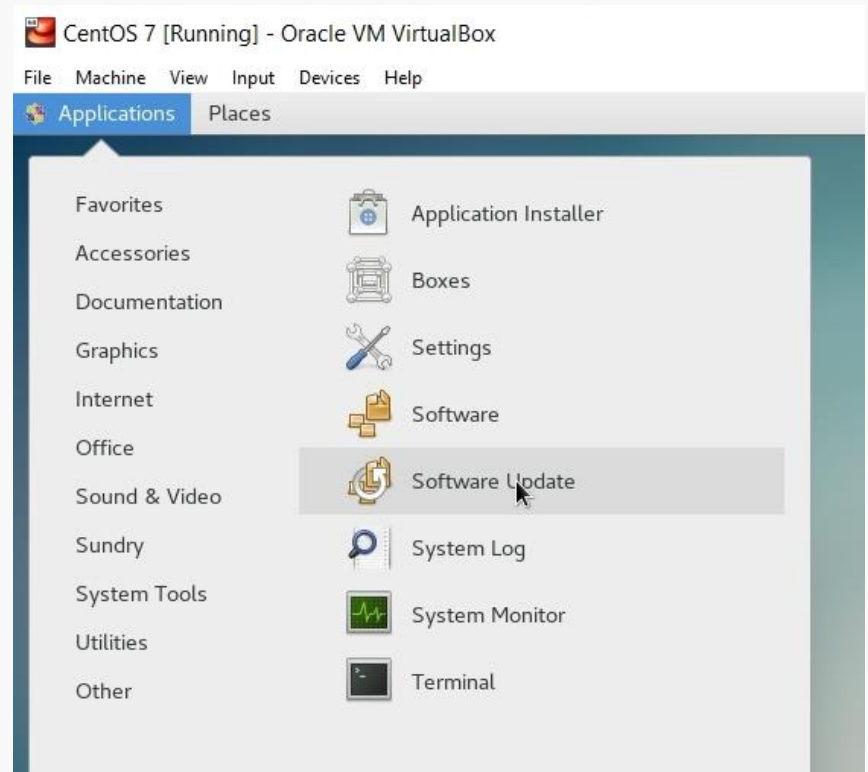 CentOS 7 [Running] - Oracle VM VirtualBox
File Machine View Input Devices Help
Applications Places
Favorites
Accessories
Documentation
Graphics
Internet
Office
Sound & Video
Sundry
System Tools
Utilities
Other
Application Installer
Boxes
Settings
Software
Software Update
System Log
System Monitor
Terminal